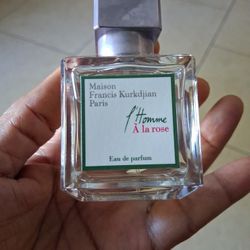 Maison
Francis Kurkdjian
Paris
l'Homme
À la rose
Eau de parfum